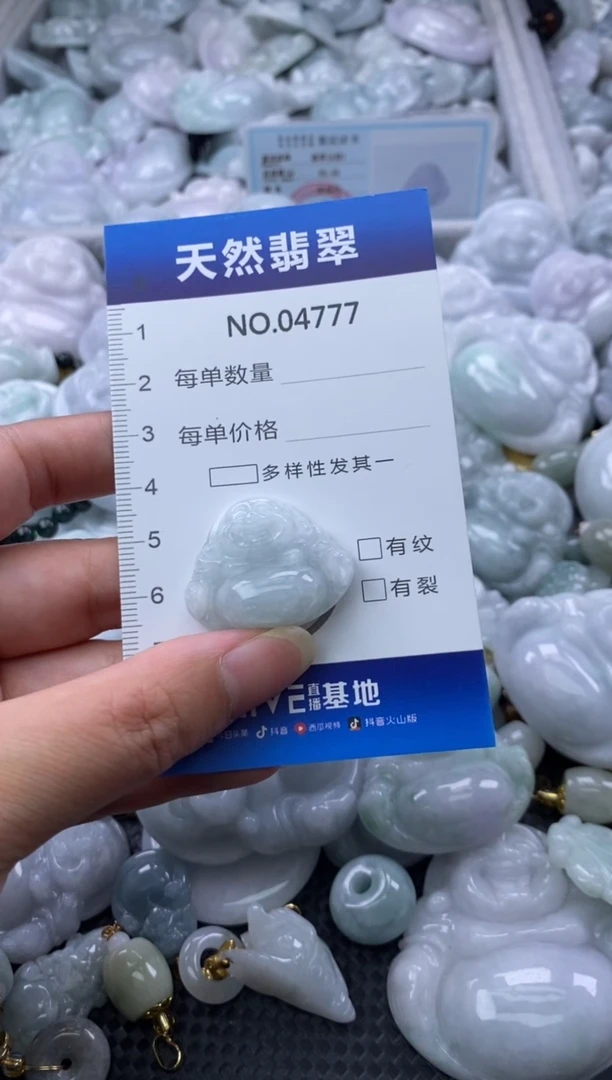 天然翡翠
NO.04777
1
2
3
4
5
6
每单数量
每单价格
多样性发其一
有纹
有裂
直播
基地
抖音
西瓜视频
抖音火山版